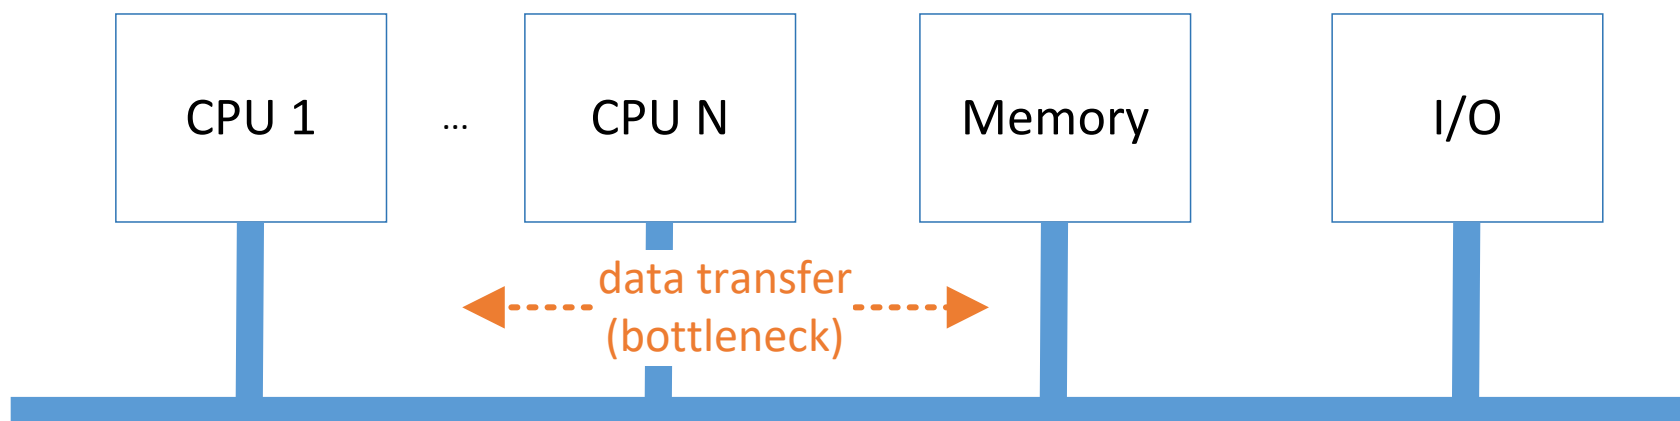 CPU 1
...
CPU N
Memory
I/O
data transfer
(bottleneck)